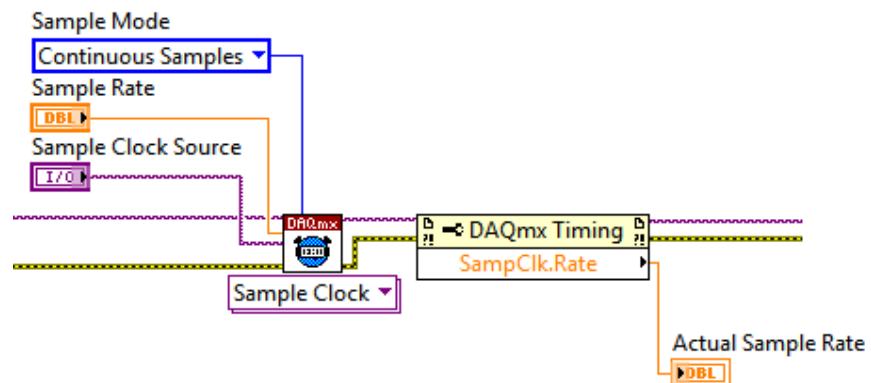 Sample Mode
Continuous Samples
Sample Rate
DBL
Sample Clock Source
I/O
DAQmx
DAQmx Timing
SampClk.Rate
Sample Clock
Actual Sample Rate
DBL